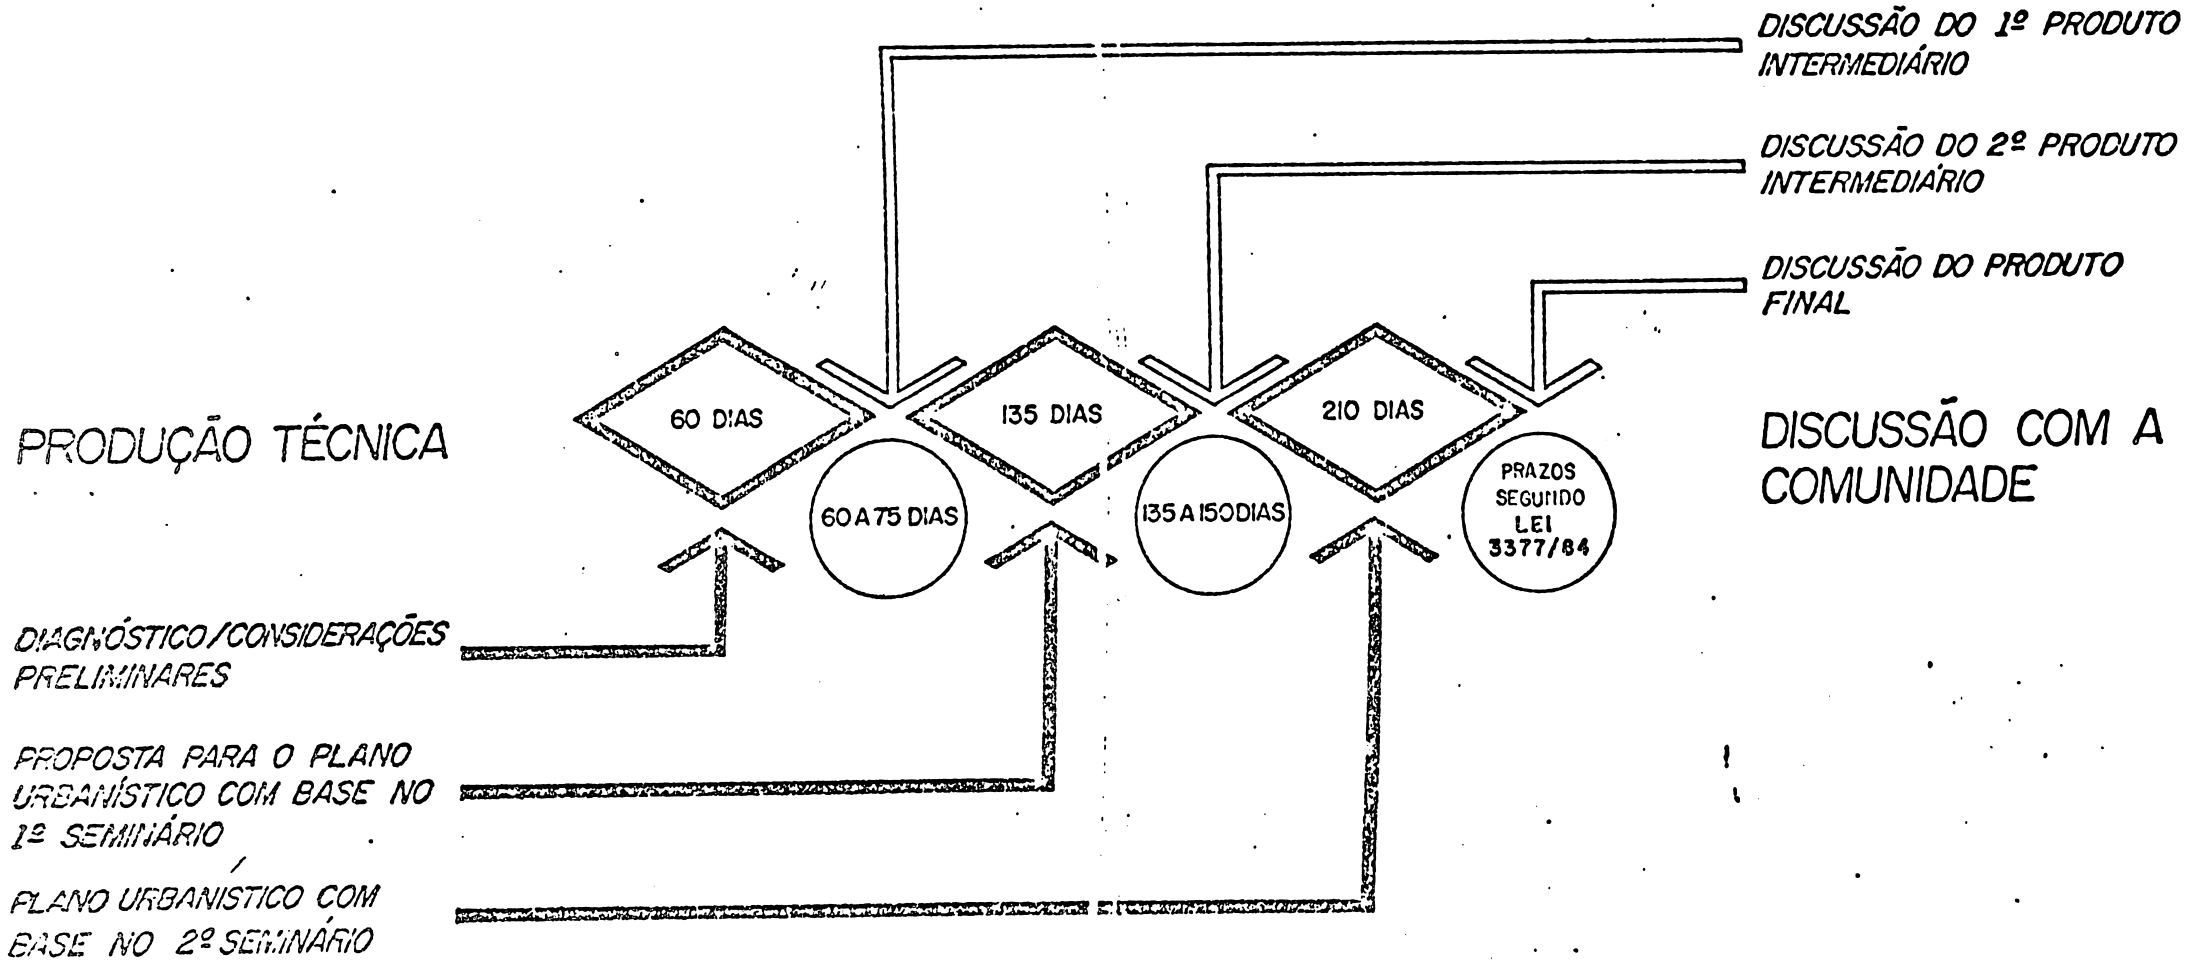 DISCUSSÃO DO 1º PRODUTO
INTERMEDIÁRIO
DISCUSSÃO DO 2º PRODUTO
INTERMEDIÁRIO
DISCUSSÃO DO PRODUTO
FINAL
60 DIAS
135 DIAS
210 DIAS
PRODUÇÃO TÉCNICA
DISCUSSÃO COM A
COMUNIDADE
60 A 75 DIAS
135 A 150 DIAS
PRAZOS
SEGUNDO
LEI
3377/84
DIAGNÓSTICO/CONSIDERAÇÕES
PRELIMINARES
PROPOSTA PARA O PLANO
URBANÍSTICO COM BASE NO
1º SEMINÁRIO
PLANO URBANÍSTICO COM
BASE NO 2º SEMINÁRIO